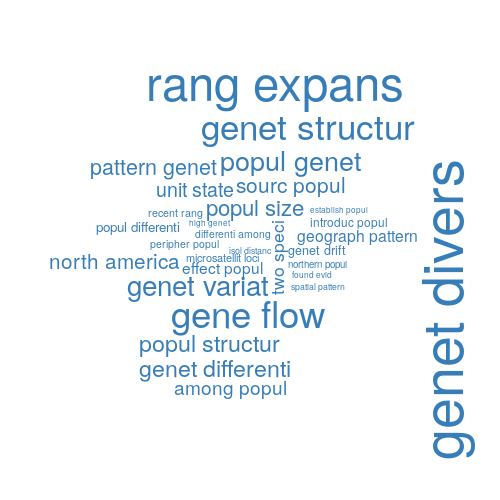 rang expans
genet structur
pattern genet
popul genet
unit state
sourc popul
recent rang
popul size
establish popul
high genet
introduc popul
popul differenti
differenti among
geograph pattern
peripher popul
isol distanc
genet drift
north america
microsatellit loci
effect popul
two speci
northern popul
found evid
genet variat
spatial pattern
gene flow
popul structur
genet differenti
among popul
genet divers